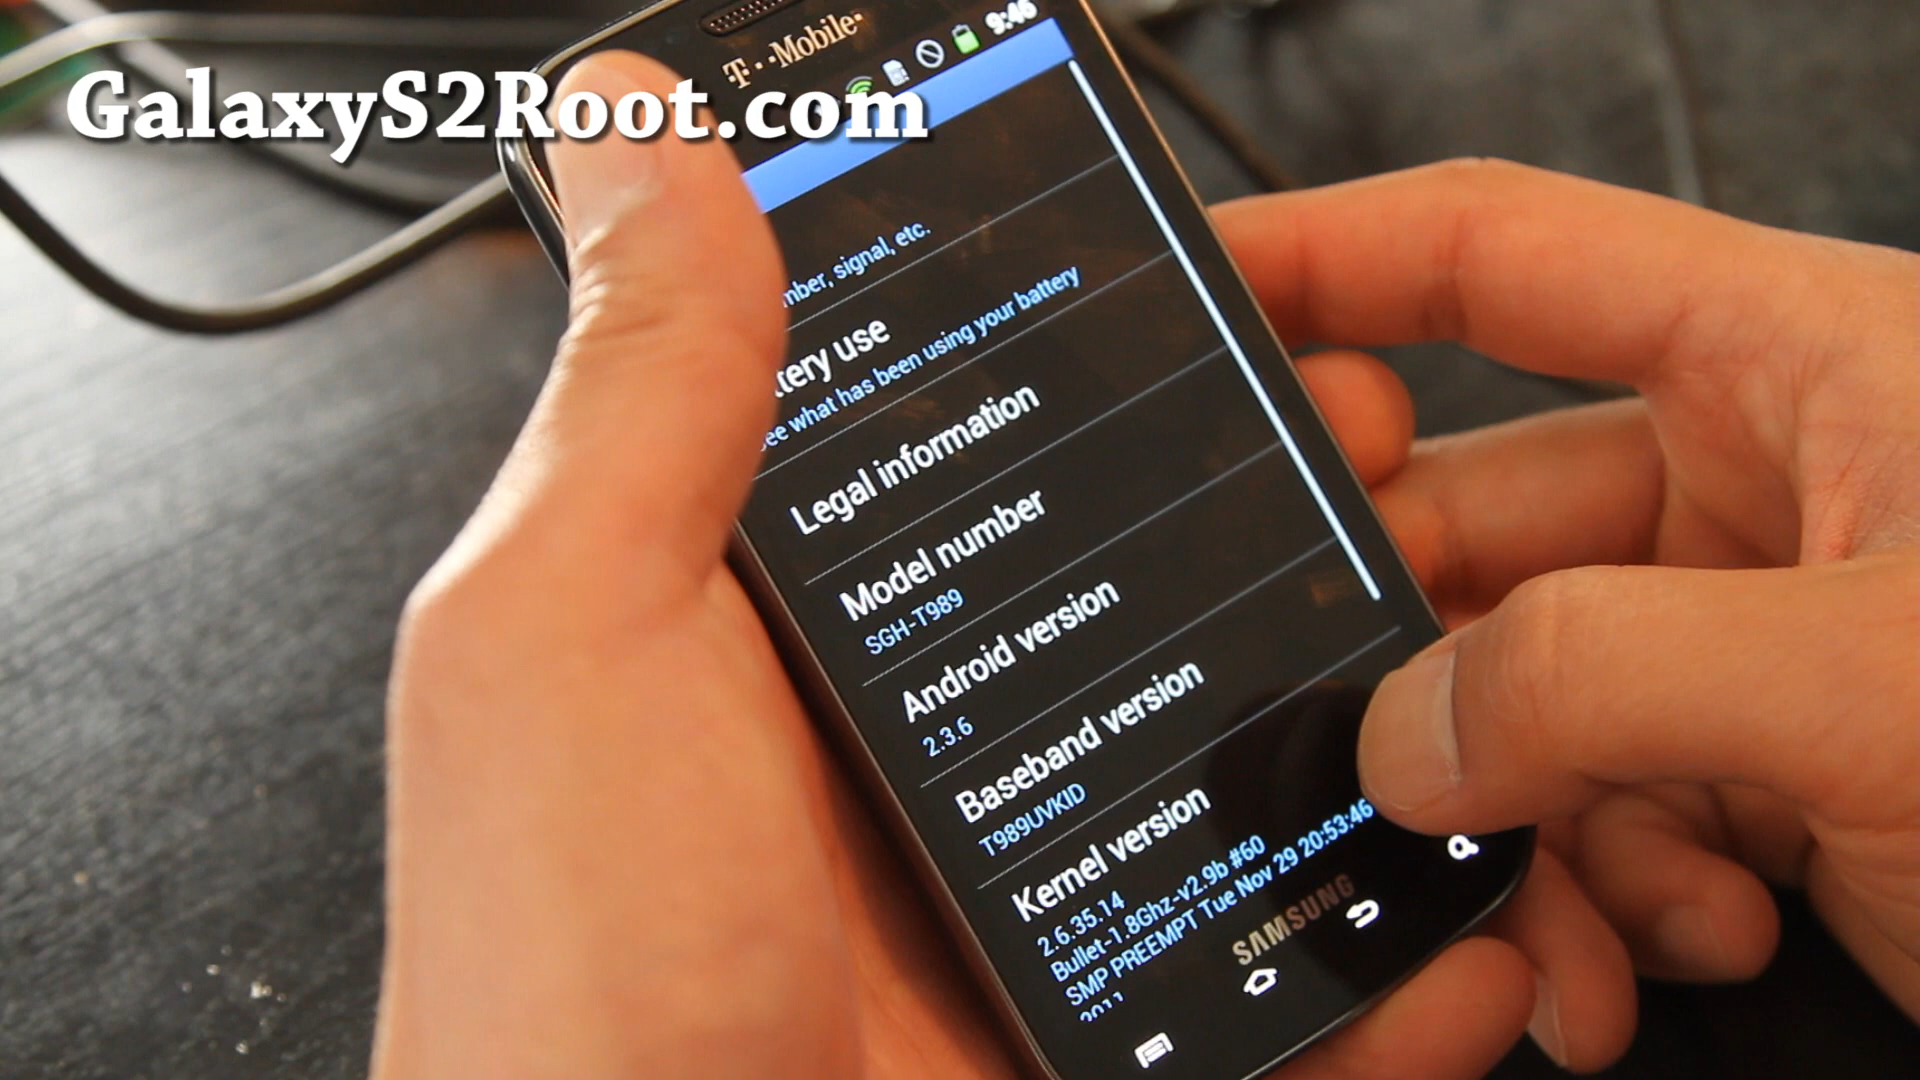 T··Mobile®
9:46
GalaxyS2Root.com
mber, signal, etc.
tery use
ee what has been using your battery
Legal information
Model number
SGH-T989
Android version
2.3.6
Baseband version
T989UVKID
Kernel version
2.6.35.14
Bullet-1.8Ghz-v2.9b #60
SMP PREEMPT Tue Nov 29 20:53:46
2011
SAMSUNG